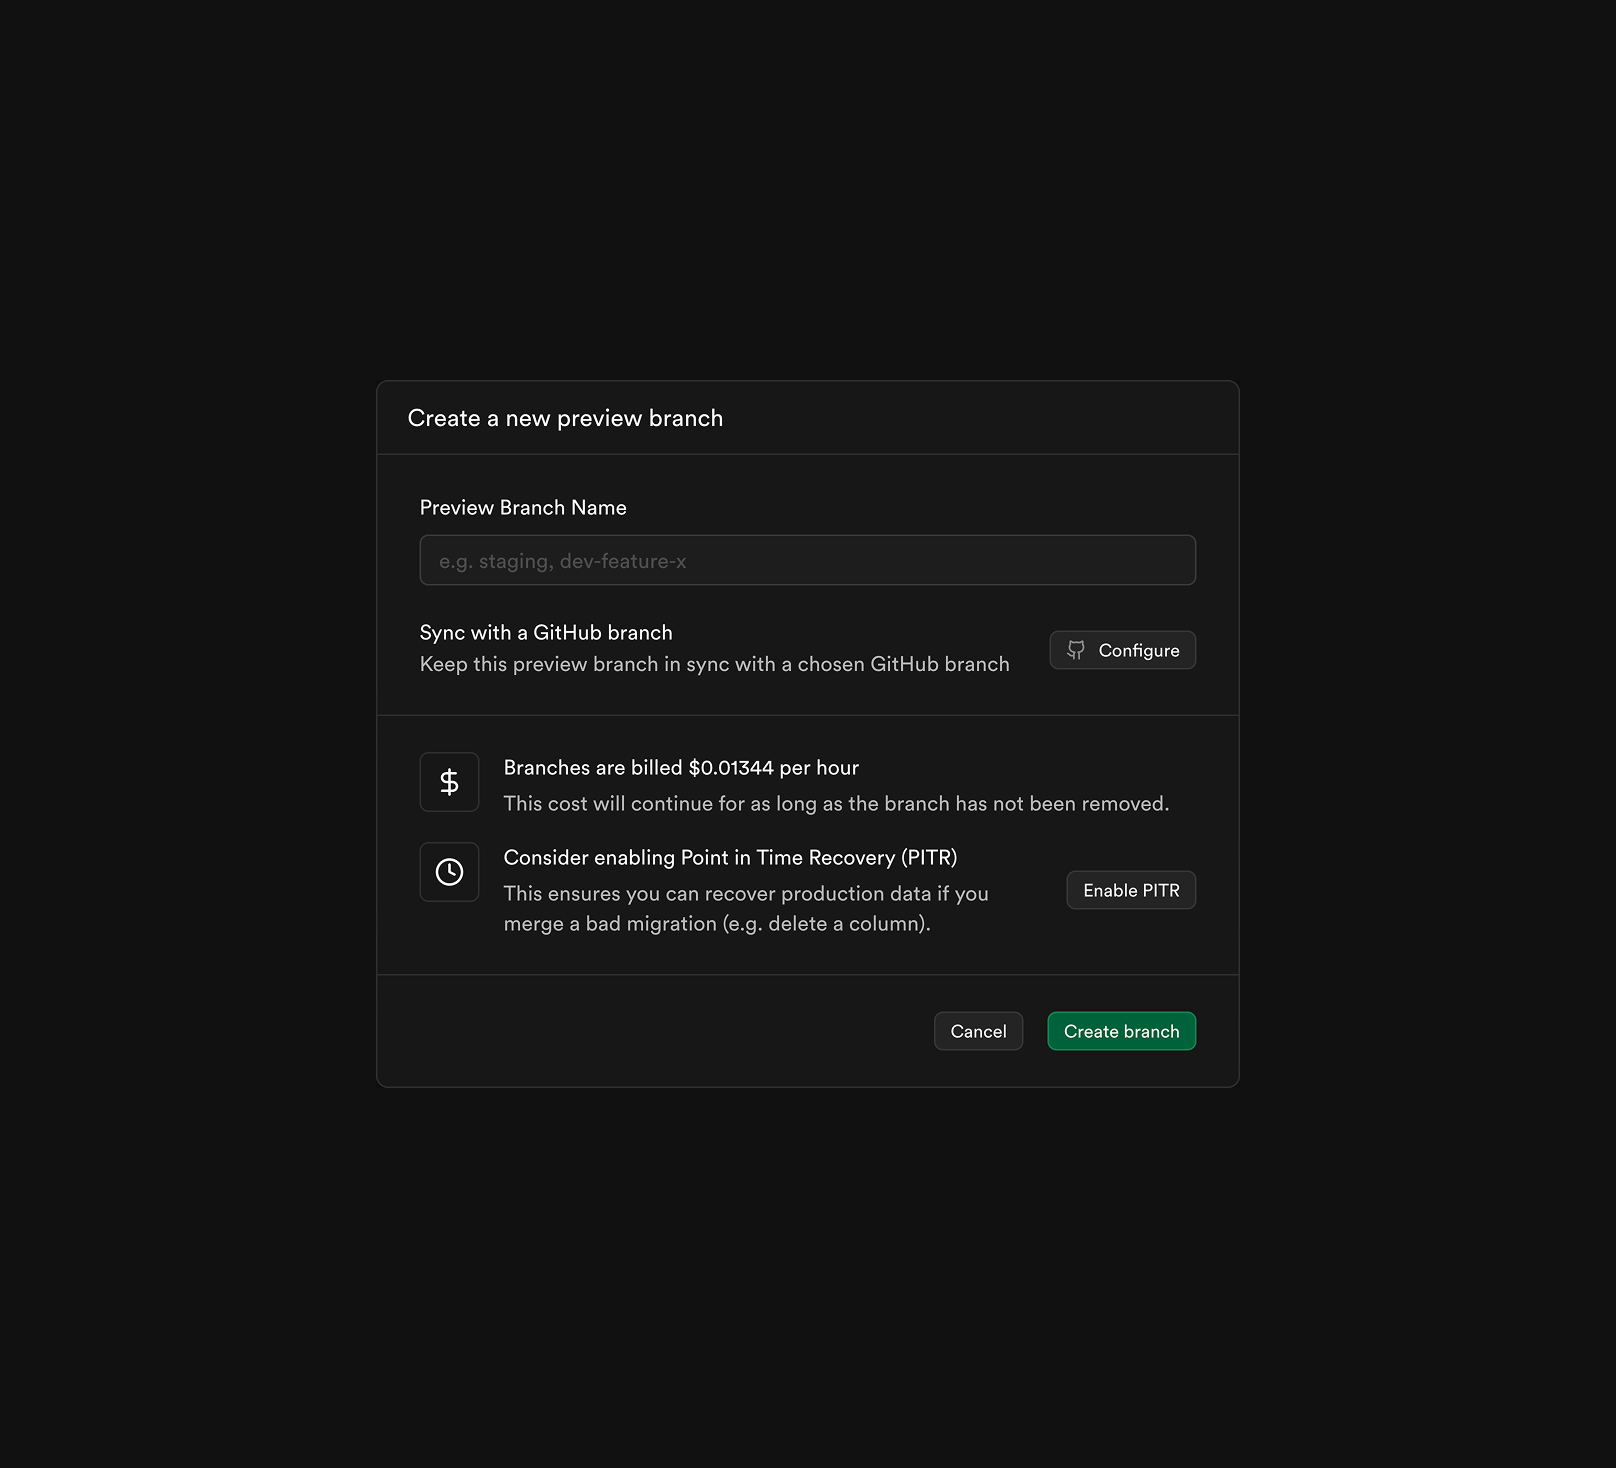 Create a new preview branch
Preview Branch Name
e.g. staging, dev-feature-x
Sync with a GitHub branch
Keep this preview branch in sync with a chosen GitHub branch
Configure
$
Branches are billed $0.01344 per hour
This cost will continue for as long as the branch has not been removed.
Consider enabling Point in Time Recovery (PITR)
This ensures you can recover production data if you
merge a bad migration (e.g. delete a column).
Enable PITR
Cancel
Create branch